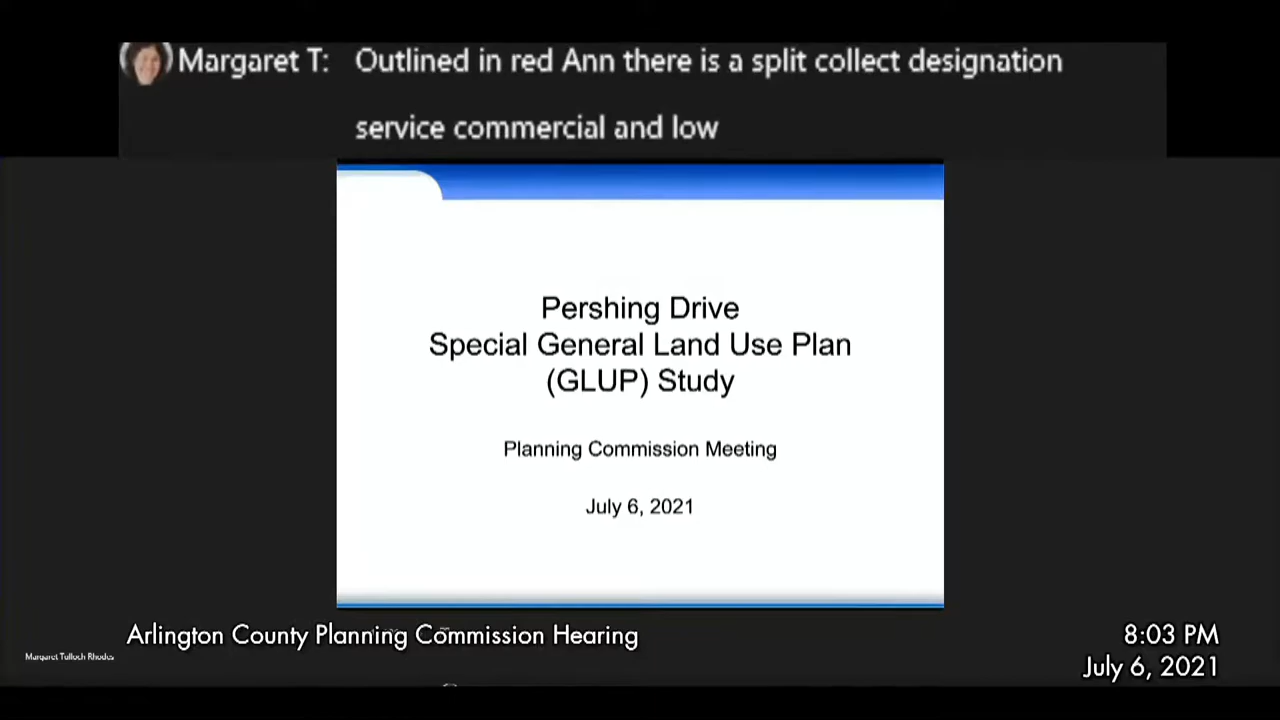 Margaret T: Outlined in red Ann there is a split collect designation
service commercial and low
Pershing Drive
Special General Land Use Plan
(GLUP) Study
Planning Commission Meeting
July 6, 2021
Arlington County Planning Commission Hearing
8:03 PM
Margaret Tulloch Rhodes
July 6, 2021